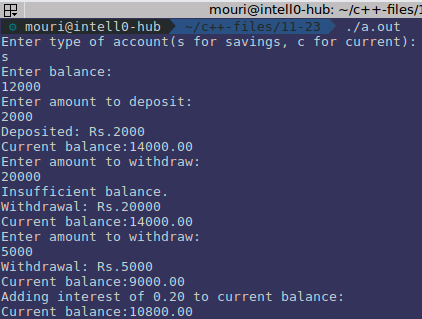 mouri@intell0-hub: ~/c++-files/1
mouri@intell0-hub ~/c++-files/11-23 ./a.out
Enter type of account(s for savings, c for current):
s
Enter balance:
12000
Enter amount to deposit:
2000
Deposited: Rs.2000
Current balance:14000.00
Enter amount to withdraw:
20000
Insufficient balance.
Withdrawal: Rs.20000
Current balance:14000.00
Enter amount to withdraw:
5000
Withdrawal: Rs.5000
Current balance:9000.00
Adding interest of 0.20 to current balance:
Current balance:10800.00